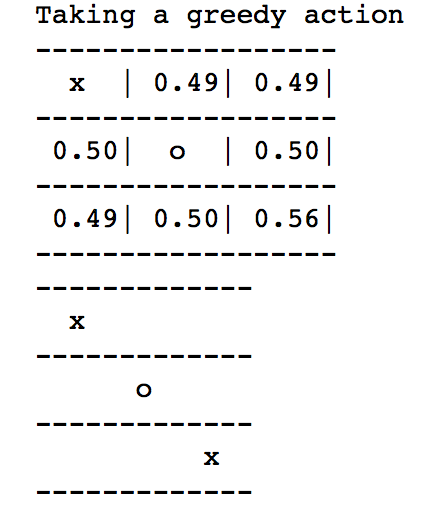 Taking a greedy action
------------------
  x  | 0.49| 0.49|
------------------
 0.50|  o  | 0.50|
------------------
 0.49| 0.50| 0.56|
------------------
-------------
  x
-------------
      o
-------------
          x
-------------